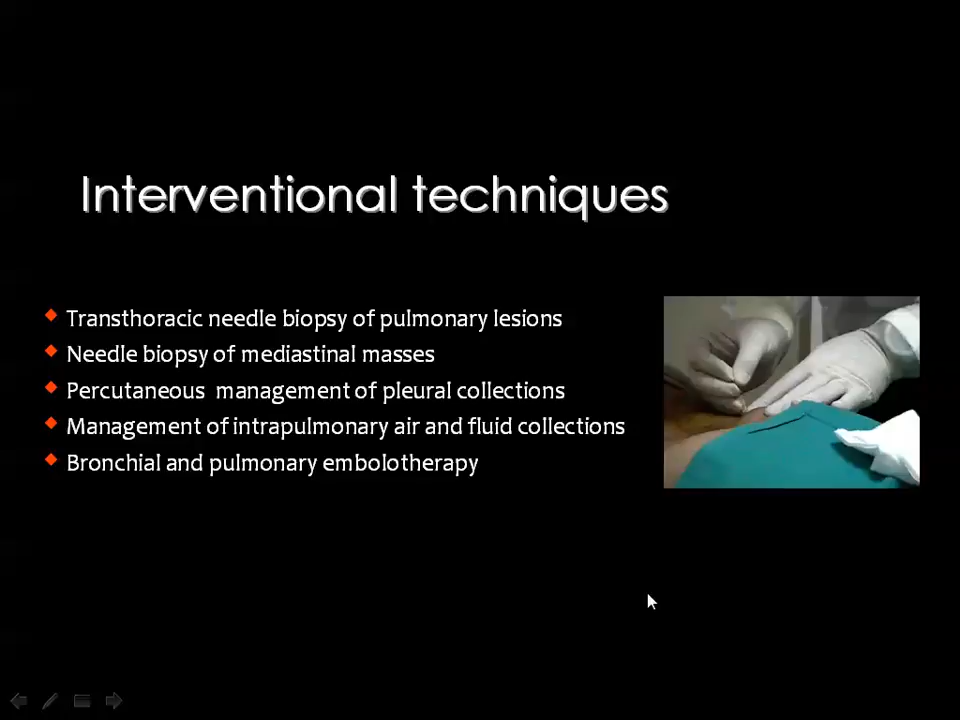 Interventional techniques
Transthoracic needle biopsy of pulmonary lesions
Needle biopsy of mediastinal masses
Percutaneous management of pleural collections
Management of intrapulmonary air and fluid collections
Bronchial and pulmonary embolotherapy